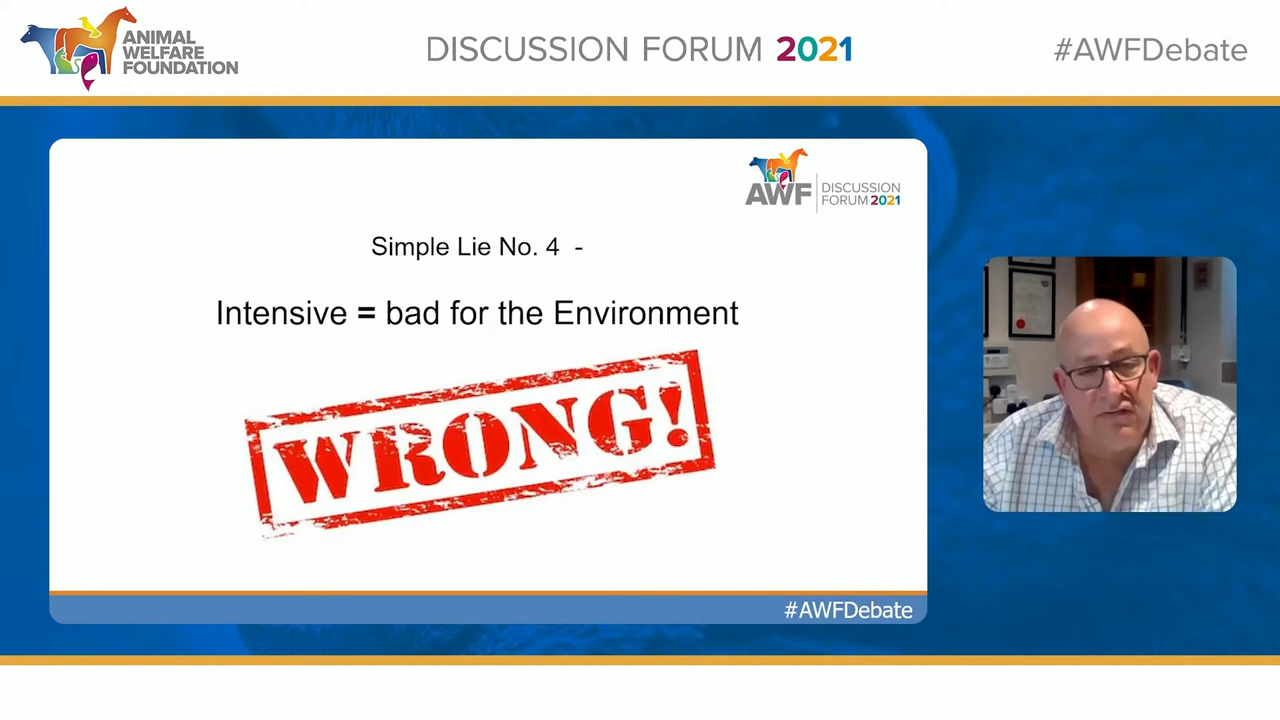 ANIMAL
WELFARE
FOUNDATION
DISCUSSION FORUM 2021
#AWFDebate
AWF
DISCUSSION
FORUM 2021
Simple Lie No. 4 -
Intensive = bad for the Environment
WRONG!
#AWFDebate